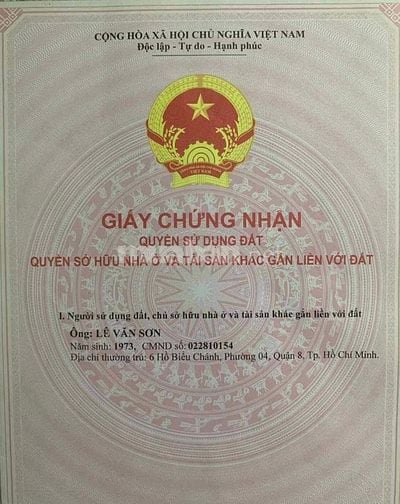 CỘNG HÒA XÃ HỘI CHỦ NGHĨA VIỆT NAM
Độc lập - Tự do - Hạnh phúc
VIỆT NAM
GIẤY CHỨNG NHẬN
QUYỀN SỬ DỤNG ĐẤT
QUYỀN SỞ HỮU NHÀ Ở VÀ TÀI SẢN KHÁC GẮN LIỀN VỚI ĐẤT
I. Người sử dụng đất, chủ sở hữu nhà ở và tài sản khác gắn liền với đất
Ông: LÊ VĂN SƠN
Năm sinh: 1973, CMND số: 022810154
Địa chỉ thường trú: 6 Hồ Biểu Chánh, Phường 04, Quận 8, Tp. Hồ Chí Minh.